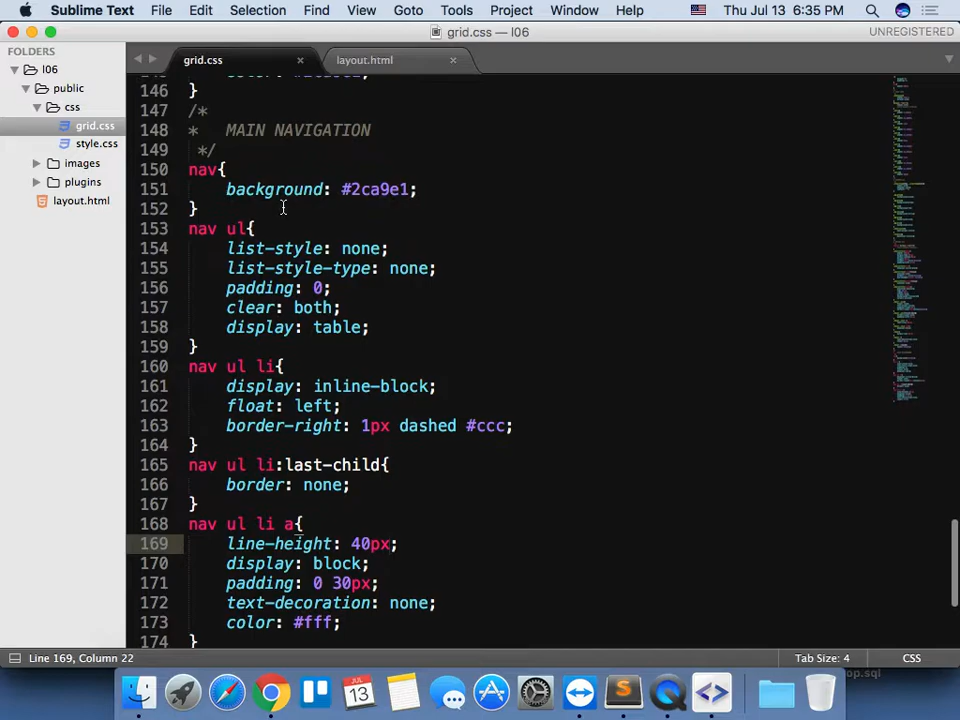 Sublime Text File Edit Selection Find View Goto Tools Project Window Help Thu Jul 13 6:35 PM
grid.css — l06 UNREGISTERED
FOLDERS
l06
public
css
grid.css
style.css
images
plugins
layout.html
grid.css × layout.html ×
146 }
147 /*
148 * MAIN NAVIGATION
149 */
150 nav{
151 background: #2ca9e1;
152 }
153 nav ul{
154 list-style: none;
155 list-style-type: none;
156 padding: 0;
157 clear: both;
158 display: table;
159 }
160 nav ul li{
161 display: inline-block;
162 float: left;
163 border-right: 1px dashed #ccc;
164 }
165 nav ul li:last-child{
166 border: none;
167 }
168 nav ul li a{
169 line-height: 40px;
170 display: block;
171 padding: 0 30px;
172 text-decoration: none;
173 color: #fff;
174 }
Line 169, Column 22 Tab Size: 4 CSS
op.sql
JUL
13